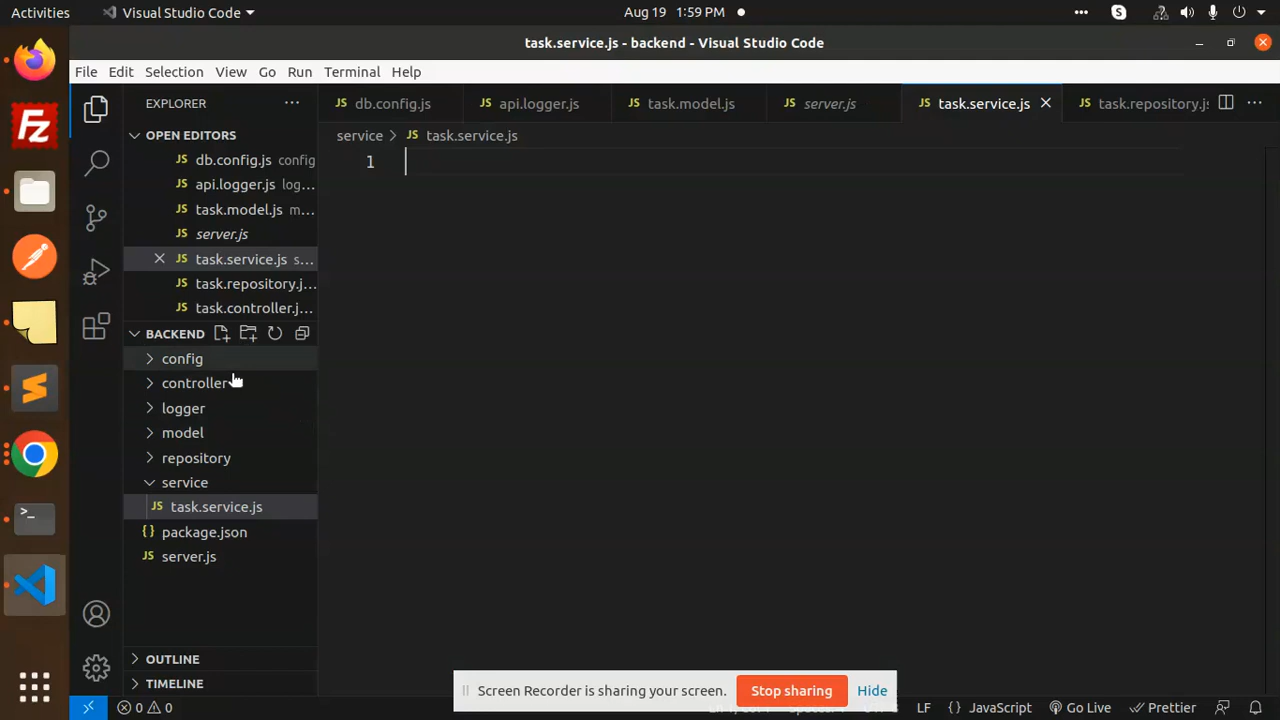 Activities
Visual Studio Code
Aug 19 1:59 PM
task.service.js - backend - Visual Studio Code
File Edit Selection View Go Run Terminal Help
EXPLORER
db.config.js
api.logger.js
task.model.js
server.js
task.service.js
task.repository.js
OPEN EDITORS
service > task.service.js
db.config.js config
1
api.logger.js log...
task.model.js m...
server.js
task.service.js s...
task.repository.j...
task.controller.j...
BACKEND
config
controller
logger
model
repository
service
task.service.js
package.json
server.js
OUTLINE
TIMELINE
Screen Recorder is sharing your screen.
Stop sharing
Hide
0 0
LF
{} JavaScript
Go Live
Prettier